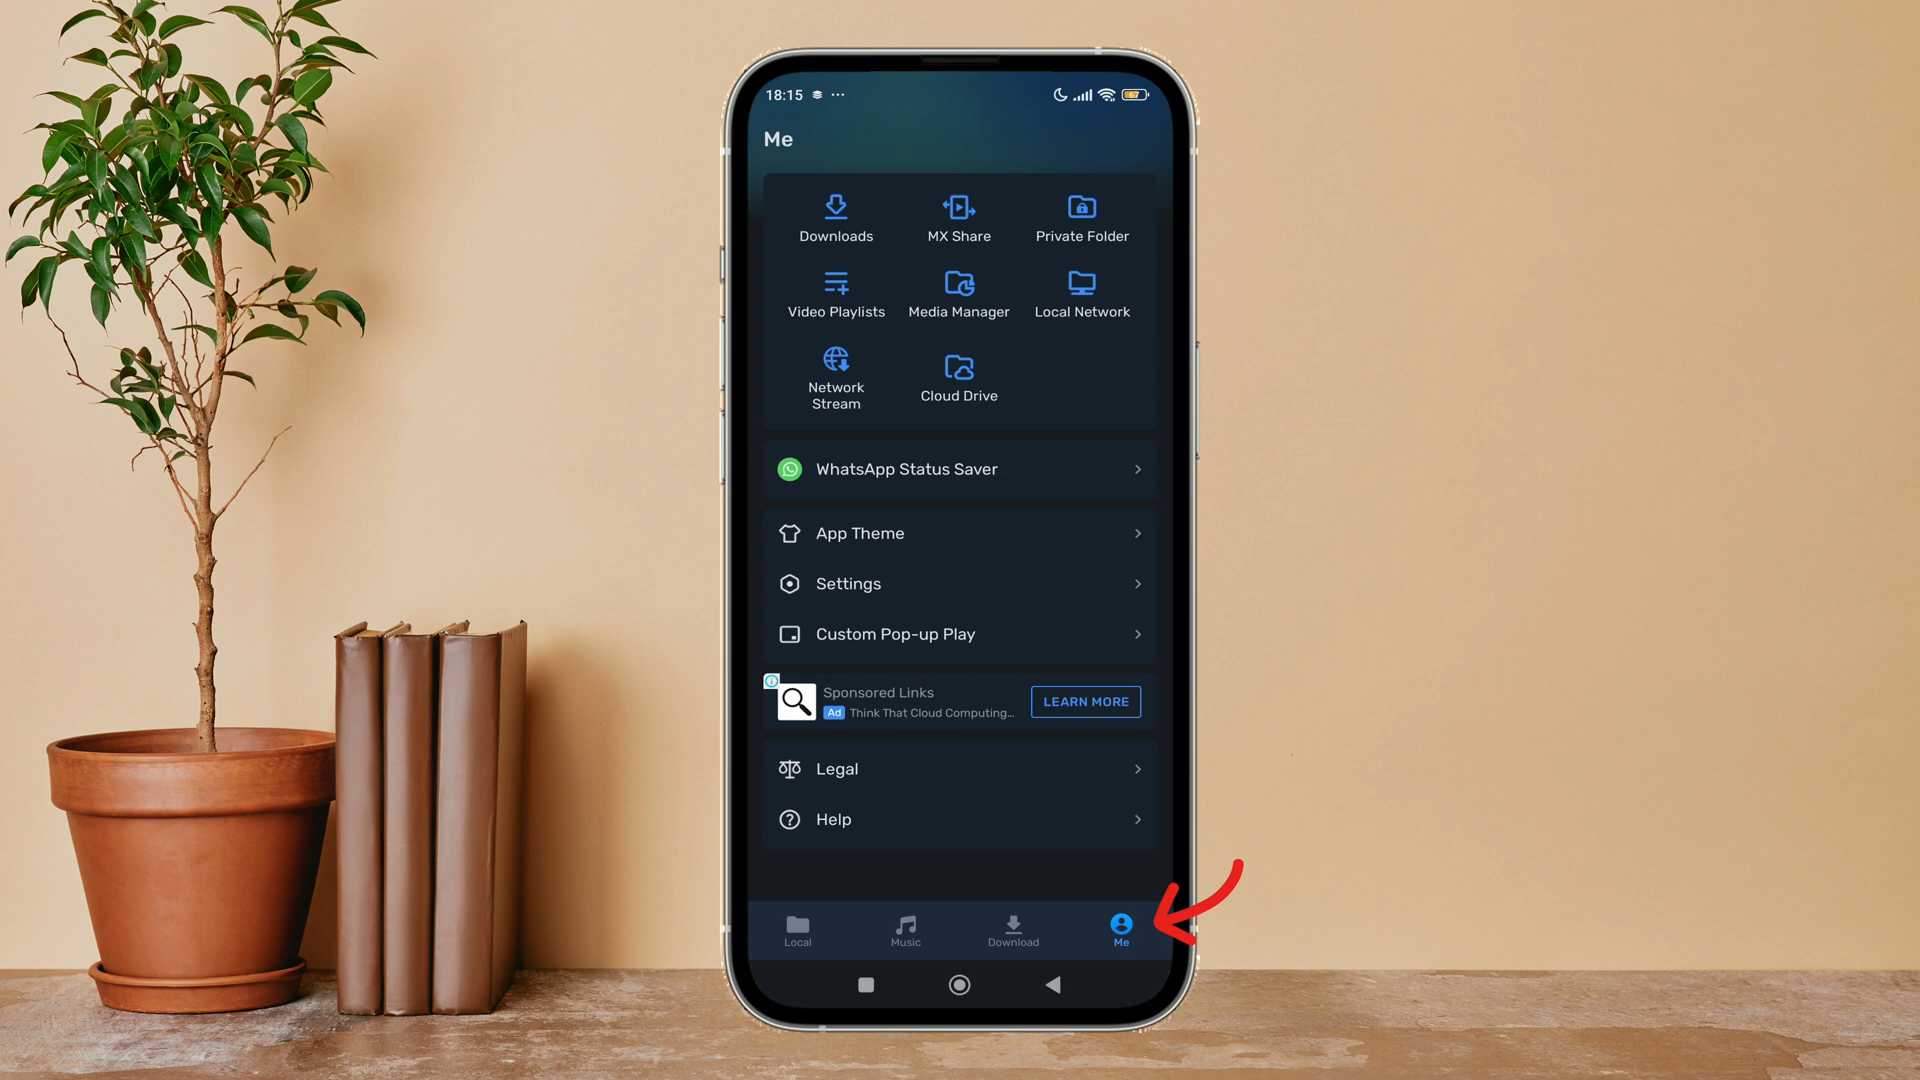 18:15
67
Me
Downloads
MX Share
Private Folder
Video Playlists
Media Manager
Local Network
Network
Stream
Cloud Drive
WhatsApp Status Saver
App Theme
Settings
Custom Pop-up Play
Sponsored Links
Ad Think That Cloud Computing...
LEARN MORE
Legal
Help
Local
Music
Download
Me